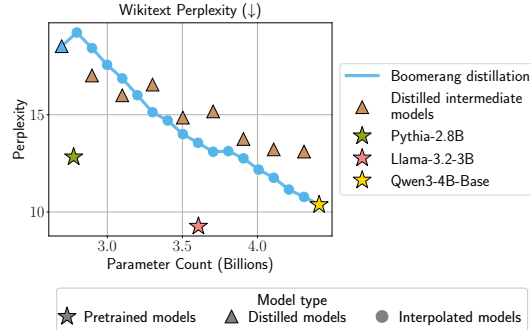 Wikitext Perplexity (↓)
Perplexity
15
10
3.0 3.5 4.0
Parameter Count (Billions)
Boomerang distillation
Distilled intermediate
models
Pythia-2.8B
Llama-3.2-3B
Qwen3-4B-Base
Model type
Pretrained models Distilled models Interpolated models